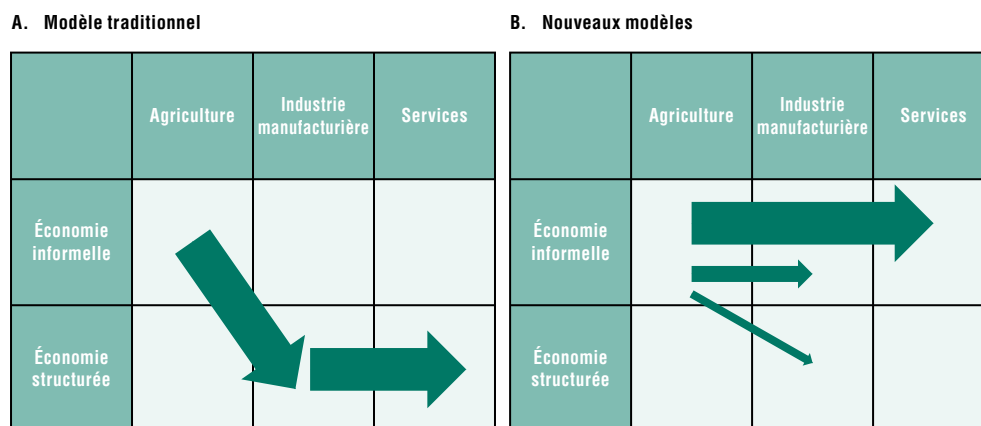 A. Modèle traditionnel
Agriculture
Industrie
manufacturière
Services
Économie
informelle
Économie
structurée
B. Nouveaux modèles
Agriculture
Industrie
manufacturière
Services
Économie
informelle
Économie
structurée